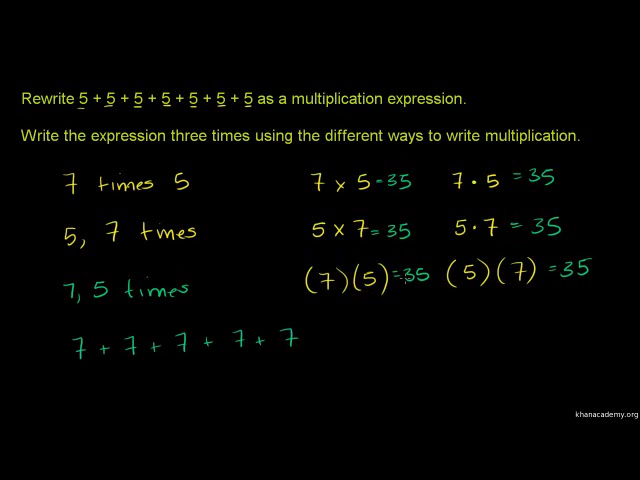 Rewrite 5 + 5 + 5 + 5 + 5 + 5 + 5 as a multiplication expression.
Write the expression three times using the different ways to write multiplication.
7 times 5 7 x 5 = 35 7 · 5 = 35
5, 7 times 5 x 7 = 35 5 · 7 = 35
7, 5 times (7)(5) = 35 (5)(7) = 35
7 + 7 + 7 + 7 + 7
khanacademy.org